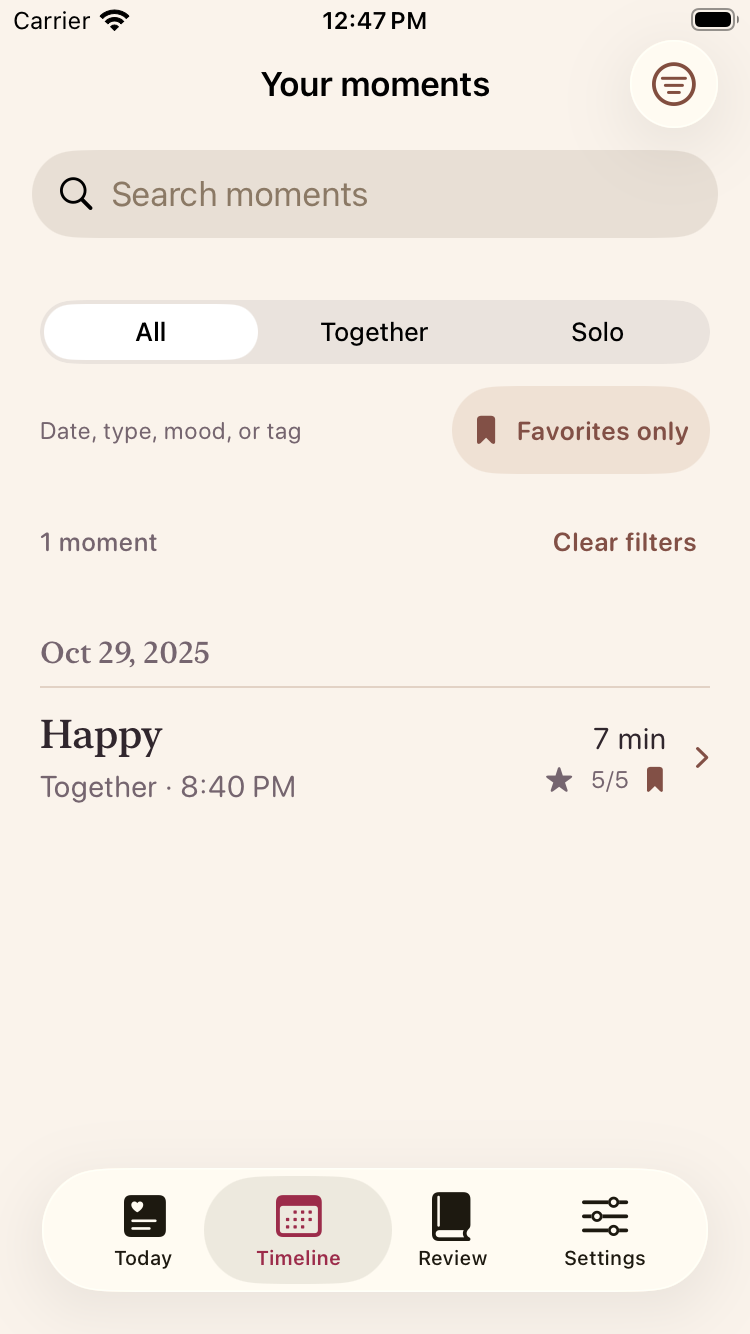 Carrier 12:47 PM
Your moments
Search moments
All Together Solo
Date, type, mood, or tag Favorites only
1 moment Clear filters
Oct 29, 2025
Happy 7 min
Together · 8:40 PM 5/5
Today Timeline Review Settings